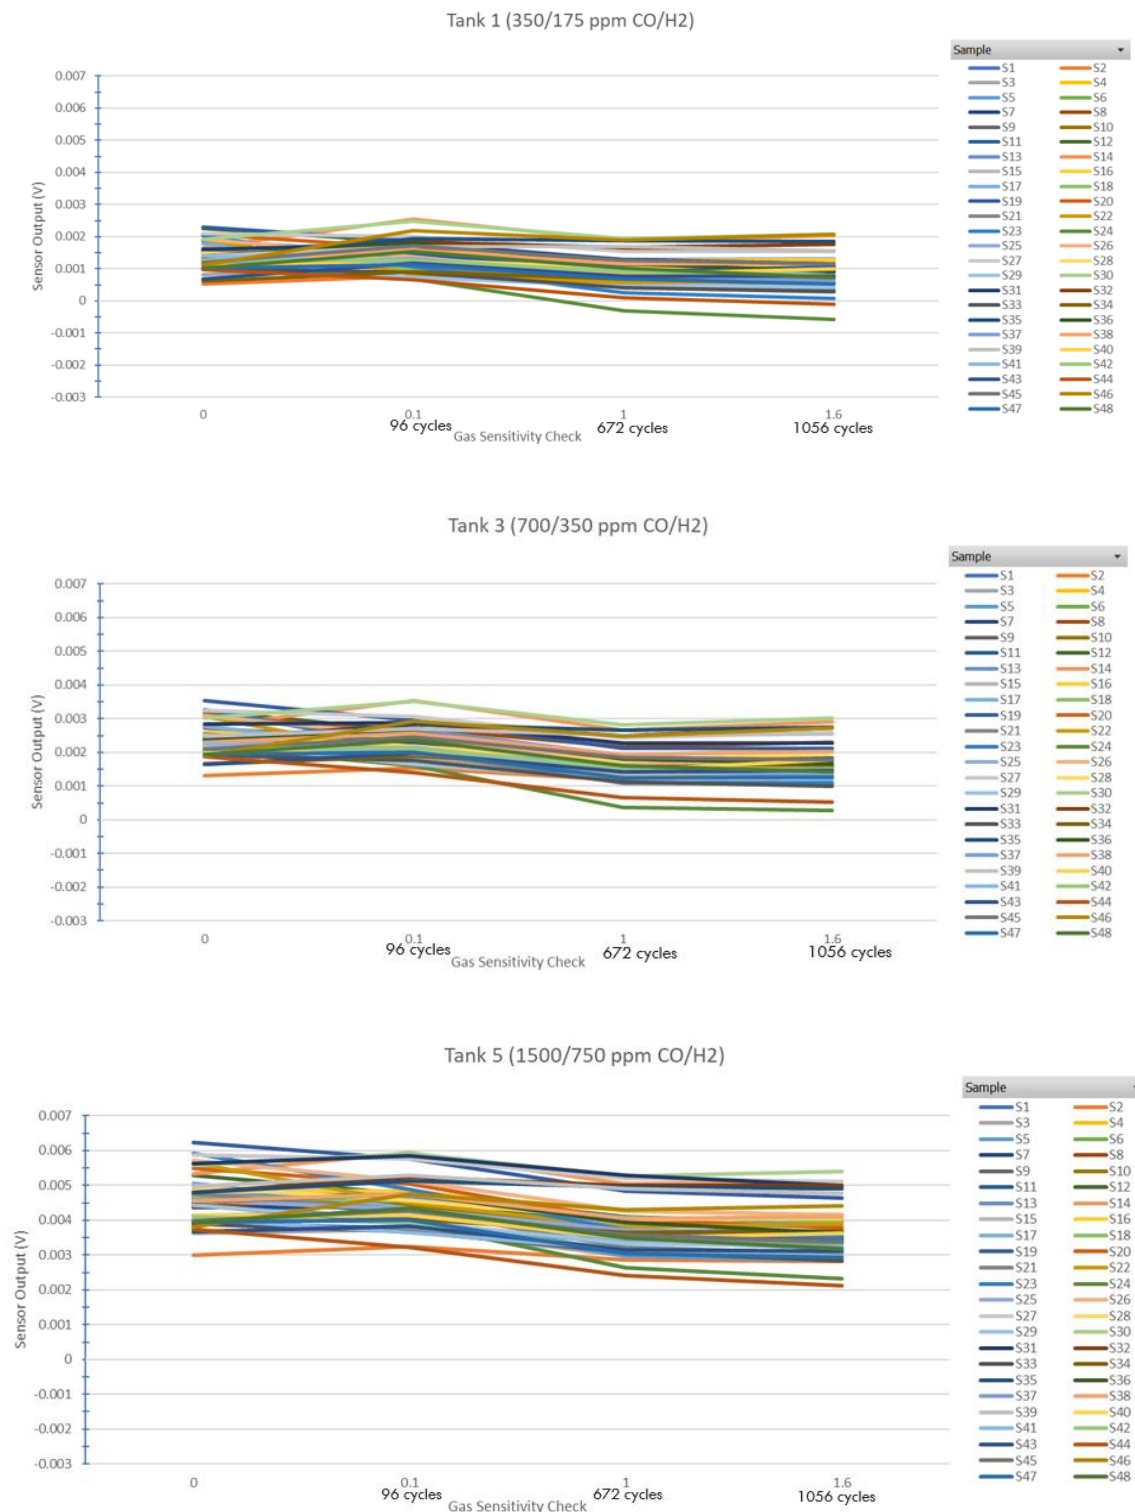 Tank 1 (350/175 ppm CO/H2)
Sample
S1 S2
S3 S4
S5 S6
S7 S8
S9 S10
S11 S12
S13 S14
S15 S16
S17 S18
S19 S20
S21 S22
S23 S24
S25 S26
S27 S28
S29 S30
S31 S32
S33 S34
S35 S36
S37 S38
S39 S40
S41 S42
S43 S44
S45 S46
S47 S48
Sensor Output (V)
0.007
0.006
0.005
0.004
0.003
0.002
0.001
0
-0.001
-0.002
-0.003
0 0.1 1 1.6
96 cycles 672 cycles 1056 cycles
Gas Sensitivity Check
Tank 3 (700/350 ppm CO/H2)
Sample
S1 S2
S3 S4
S5 S6
S7 S8
S9 S10
S11 S12
S13 S14
S15 S16
S17 S18
S19 S20
S21 S22
S23 S24
S25 S26
S27 S28
S29 S30
S31 S32
S33 S34
S35 S36
S37 S38
S39 S40
S41 S42
S43 S44
S45 S46
S47 S48
Sensor Output (V)
0.007
0.006
0.005
0.004
0.003
0.002
0.001
0
-0.001
-0.002
-0.003
0 0.1 1 1.6
96 cycles 672 cycles 1056 cycles
Gas Sensitivity Check
Tank 5 (1500/750 ppm CO/H2)
Sample
S1 S2
S3 S4
S5 S6
S7 S8
S9 S10
S11 S12
S13 S14
S15 S16
S17 S18
S19 S20
S21 S22
S23 S24
S25 S26
S27 S28
S29 S30
S31 S32
S33 S34
S35 S36
S37 S38
S39 S40
S41 S42
S43 S44
S45 S46
S47 S48
Sensor Output (V)
0.007
0.006
0.005
0.004
0.003
0.002
0.001
0
-0.001
-0.002
-0.003
0 0.1 1 1.6
96 cycles 672 cycles 1056 cycles
Gas Sensitivity Check